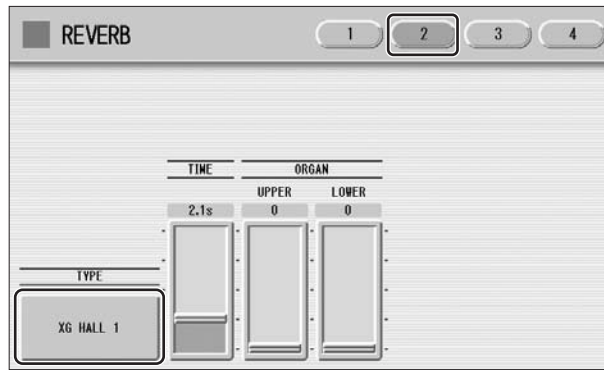 REVERB 1 2 3 4
TIME ORGAN
UPPER LOWER
2.1s 0 0
TYPE
XG HALL 1